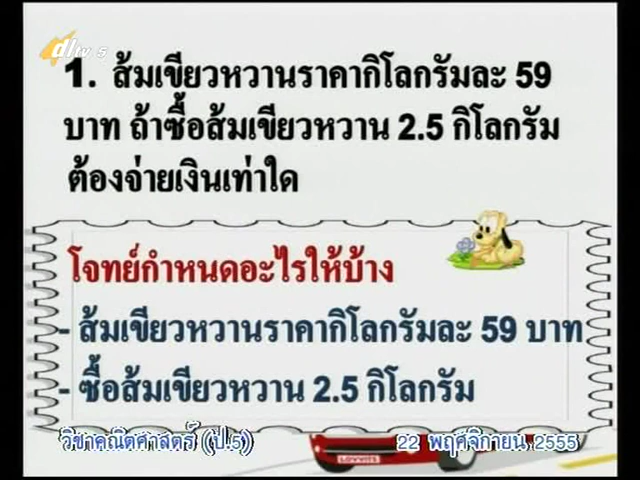 dltv 5
1. ส้มเขียวหวานราคากิโลกรัมละ 59
บาท ถ้าซื้อส้มเขียวหวาน 2.5 กิโลกรัม
ต้องจ่ายเงินเท่าใด
โจทย์กำหนดอะไรให้บ้าง
- ส้มเขียวหวานราคากิโลกรัมละ 59 บาท
- ซื้อส้มเขียวหวาน 2.5 กิโลกรัม
วิชาคณิตศาสตร์ (ป.5) 22 พฤศจิกายน 2555